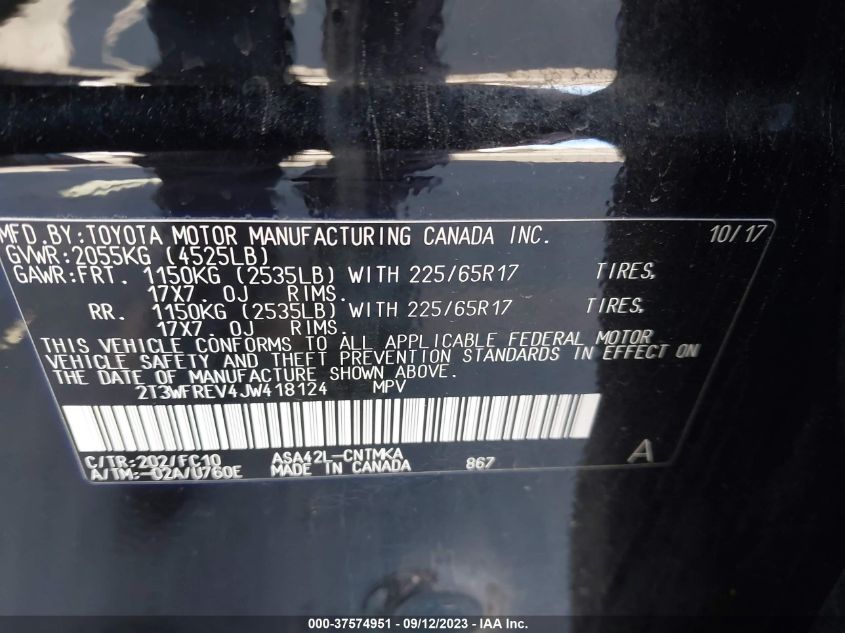 MFD.BY:TOYOTA MOTOR MANUFACTURING CANADA INC. 10/17
GVWR:2055KG (4525LB)
GAWR:FRT. 1150KG (2535LB) WITH 225/65R17 TIRES,
17X7.0J RIMS.
RR. 1150KG (2535LB) WITH 225/65R17 TIRES,
17X7.0J RIMS.
THIS VEHICLE CONFORMS TO ALL APPLICABLE FEDERAL MOTOR
VEHICLE SAFETY AND THEFT PREVENTION STANDARDS IN EFFECT ON
THE DATE OF MANUFACTURE SHOWN ABOVE.
2T3WFREV4JW418124 MPV
C/TR:202/FC10 ASA42L-CNTMKA 867 A
A/TM:-02A/U760E MADE IN CANADA
000-37574951 - 09/12/2023 - IAA Inc.